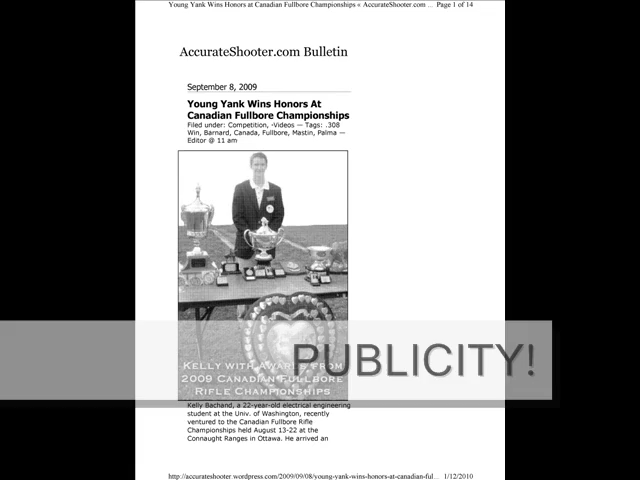 Young Yank Wins Honors at Canadian Fullbore Championships « AccurateShooter.com ... Page 1 of 14
AccurateShooter.com Bulletin
September 8, 2009
Young Yank Wins Honors At
Canadian Fullbore Championships
Filed under: Competition, -Videos — Tags: .308
Win, Barnard, Canada, Fullbore, Mastin, Palma —
Editor @ 11 am
PUBLICITY!
Kelly with Awards from
2009 Canadian Fullbore
Rifle Championships
Kelly Bachand, a 22-year-old electrical engineering
student at the Univ. of Washington, recently
ventured to the Canadian Fullbore Rifle
Championships held August 13-22 at the
Connaught Ranges in Ottawa. He arrived an
http://accurateshooter.wordpress.com/2009/09/08/young-yank-wins-honors-at-canadian-ful... 1/12/2010